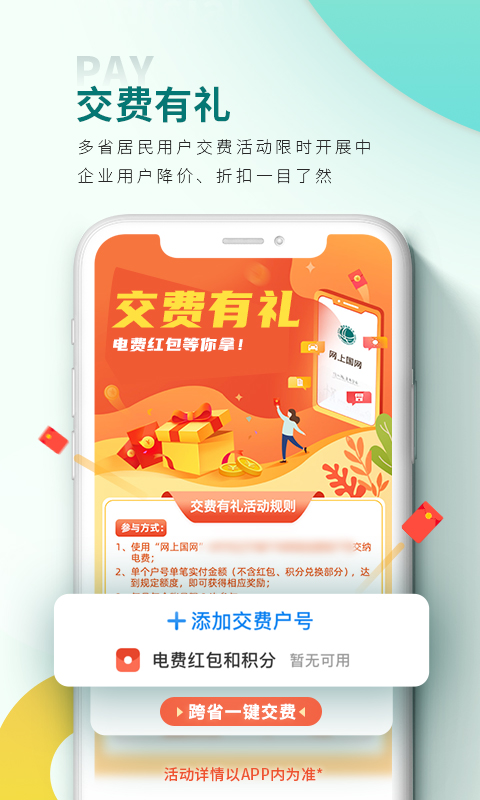 PAY
交费有礼
多省居民用户交费活动限时开展中
企业用户降价、折扣一目了然
交费有礼
电费红包等你拿！
网上国网
交费有礼活动规则
参与方式：
1、使用“网上国网”
交纳
电费；
2、单个户号单笔实付金额（不含红包、积分兑换部分），达
到规定额度，即可获得相应奖励；
+ 添加交费户号
电费红包和积分 暂无可用
跨省一键交费
活动详情以APP内为准*